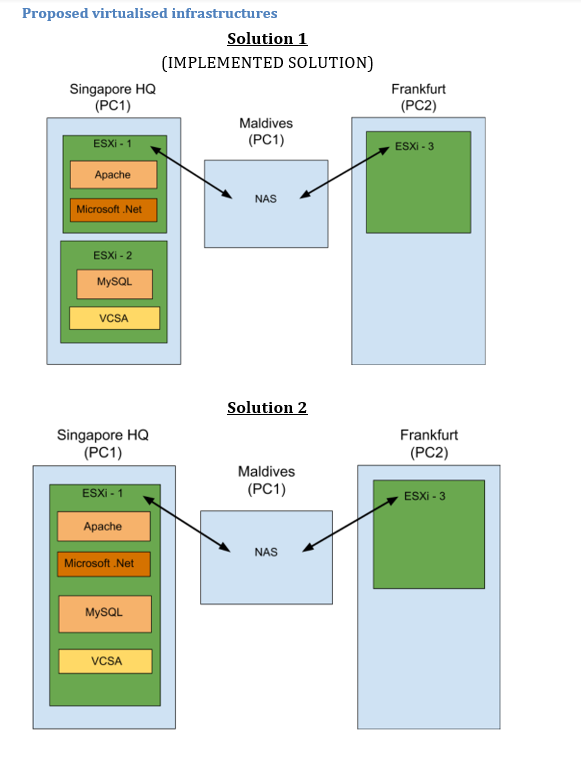 Proposed virtualised infrastructures
Solution 1
(IMPLEMENTED SOLUTION)
Singapore HQ
(PC1)
Maldives
(PC1)
Frankfurt
(PC2)
ESXi - 1
Apache
Microsoft .Net
ESXi - 2
MySQL
VCSA
NAS
ESXi - 3
Solution 2
Singapore HQ
(PC1)
Maldives
(PC1)
Frankfurt
(PC2)
ESXi - 1
Apache
Microsoft .Net
MySQL
VCSA
NAS
ESXi - 3